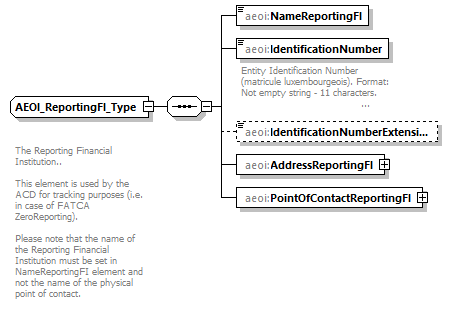 aeoi:NameReportingFI
aeoi:IdentificationNumber
Entity Identification Number
(matricule luxembourgeois). Format:
Not empty string - 11 characters.
...
AEOI_ReportingFI_Type
The Reporting Financial
Institution..
This element is used by the
ACD for tracking purposes (i.e.
in case of FATCA
ZeroReporting).
Please note that the name of
the Reporting Financial
Institution must be set in
NameReportingFI element and
not the name of the physical
point of contact.
aeoi:IdentificationNumberExtensi...
aeoi:AddressReportingFI
aeoi:PointOfContactReportingFI